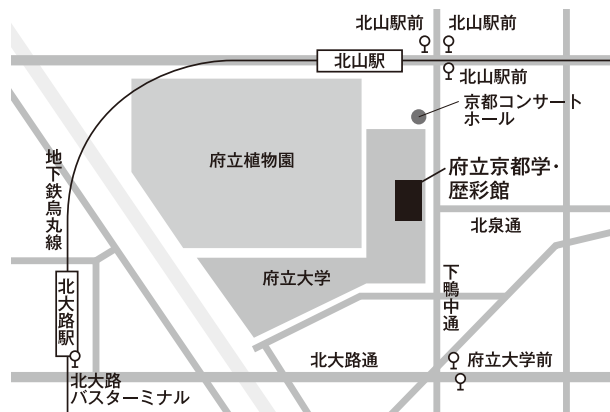 北山駅前
北山駅前
北山駅
北山駅前
京都コンサート
ホール
地下鉄烏丸線
府立植物園
府立京都学・
歴彩館
北泉通
府立大学
下鴨中通
北大路駅
北大路通
府立大学前
北大路
バスターミナル